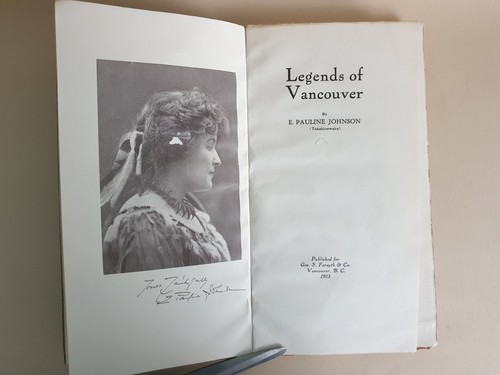 Yours Faithfully
E. Pauline Johnson
Legends of
Vancouver
By
E. PAULINE JOHNSON
(Tekahionwake)
Published for
Geo. S. Forsyth & Co.
Vancouver, B. C.
1913